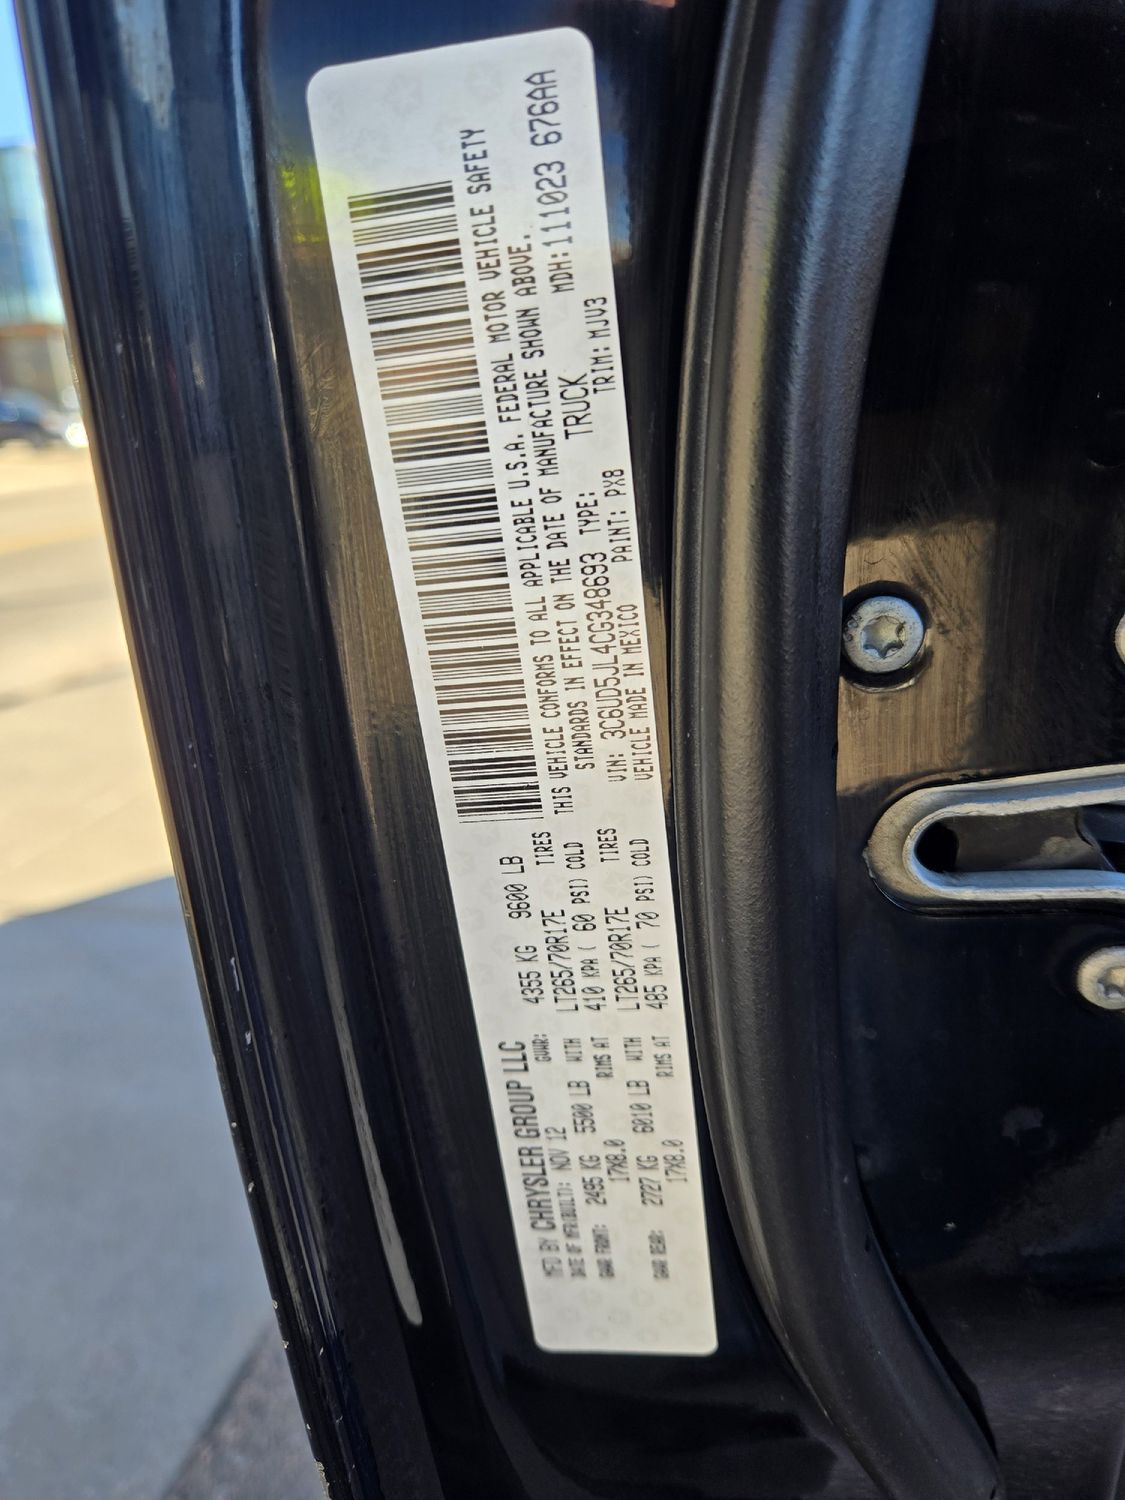 MFD BY CHRYSLER GROUP LLC
DATE OF MFR(BUILT): NOV 12 GVWR: 4355 KG 9600 LB
GAWR FRONT: 2495 KG 5500 LB WITH LT265/70R17E TIRES
17X8.0 RIMS AT 410 KPA ( 60 PSI) COLD
GAWR REAR: 2727 KG 6010 LB WITH LT265/70R17E TIRES
17X8.0 RIMS AT 485 KPA ( 70 PSI) COLD
THIS VEHICLE CONFORMS TO ALL APPLICABLE U.S.A. FEDERAL MOTOR VEHICLE SAFETY
STANDARDS IN EFFECT ON THE DATE OF MANUFACTURE SHOWN ABOVE.
MDH:111023 676AA
VIN: 3C6UD5JL4CG348693 TYPE: TRUCK
VEHICLE MADE IN MEXICO PAINT: PX8 TRIM: MJV3